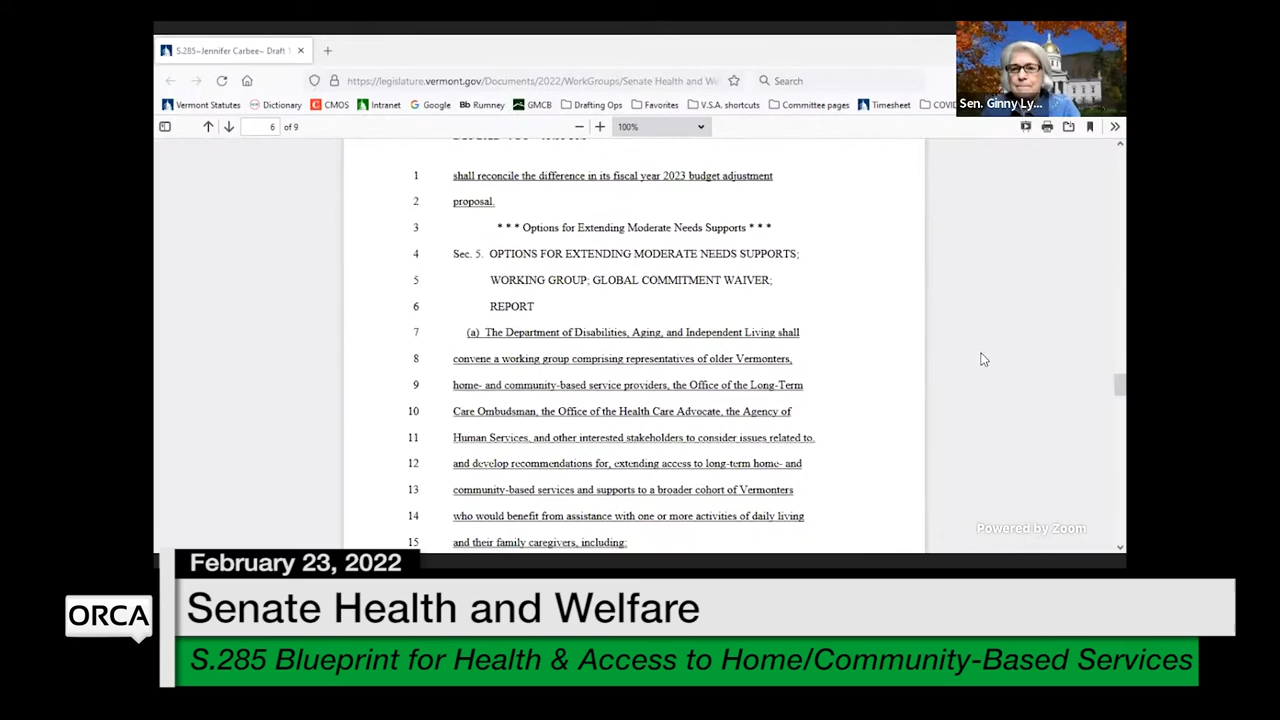 S.285~Jennifer Carbee~ Draft 1
https://legislature.vermont.gov/Documents/2022/WorkGroups/Senate Health and We
Search
Vermont Statutes Dictionary CMOS Intranet Google Bb Rumney GMCB Drafting Ops Favorites V.S.A. shortcuts Committee pages Timesheet COVI
Sen. Ginny Ly...
6 of 9
100%
1 shall reconcile the difference in its fiscal year 2023 budget adjustment
2 proposal.
3 * * * Options for Extending Moderate Needs Supports * * *
4 Sec. 5. OPTIONS FOR EXTENDING MODERATE NEEDS SUPPORTS;
5 WORKING GROUP; GLOBAL COMMITMENT WAIVER;
6 REPORT
7 (a) The Department of Disabilities, Aging, and Independent Living shall
8 convene a working group comprising representatives of older Vermonters,
9 home- and community-based service providers, the Office of the Long-Term
10 Care Ombudsman, the Office of the Health Care Advocate, the Agency of
11 Human Services, and other interested stakeholders to consider issues related to,
12 and develop recommendations for, extending access to long-term home- and
13 community-based services and supports to a broader cohort of Vermonters
14 who would benefit from assistance with one or more activities of daily living
15 and their family caregivers, including:
Powered by Zoom
February 23, 2022
ORCA
Senate Health and Welfare
S.285 Blueprint for Health & Access to Home/Community-Based Services